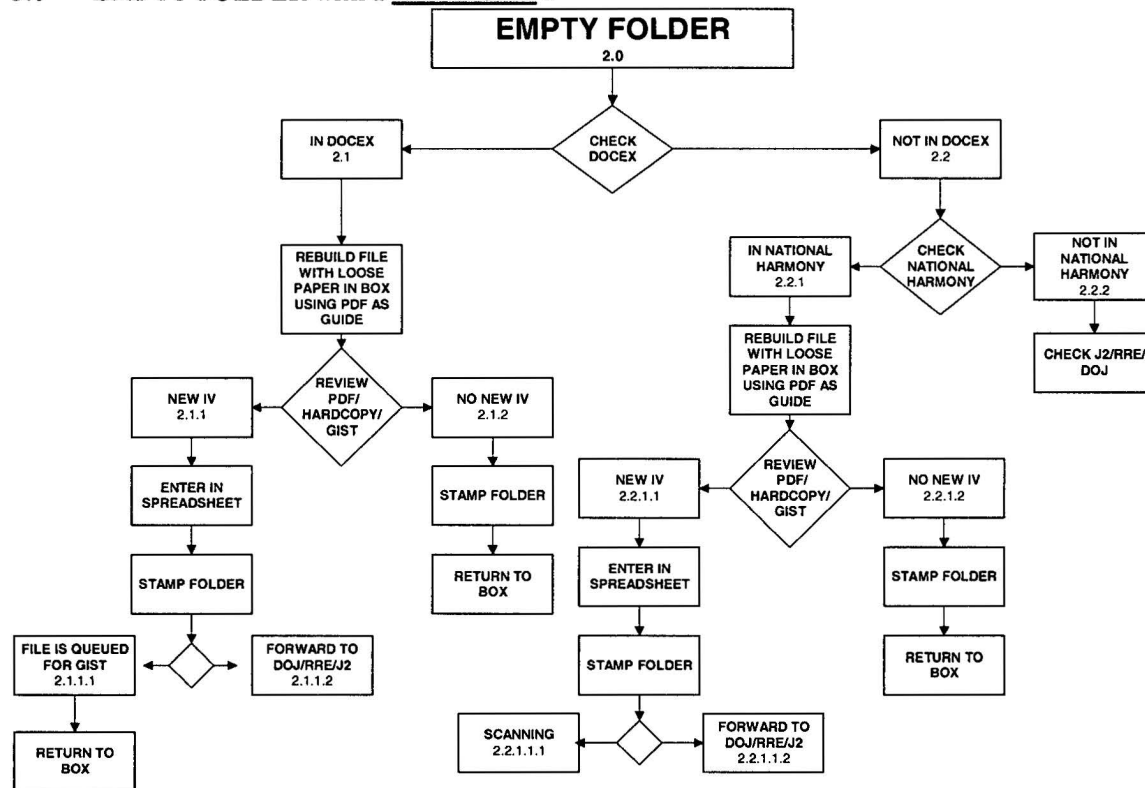 EMPTY FOLDER
2.0
CHECK
DOCEX
IN DOCEX
2.1
NOT IN DOCEX
2.2
REBUILD FILE
WITH LOOSE
PAPER IN BOX
USING PDF AS
GUIDE
REVIEW
PDF/
HARDCOPY/
GIST
NEW IV
2.1.1
NO NEW IV
2.1.2
ENTER IN
SPREADSHEET
STAMP FOLDER
STAMP FOLDER
RETURN TO
BOX
FILE IS QUEUED
FOR GIST
2.1.1.1
FORWARD TO
DOJ/RRE/J2
2.1.1.2
RETURN TO
BOX
CHECK
NATIONAL
HARMONY
IN NATIONAL
HARMONY
2.2.1
NOT IN
NATIONAL
HARMONY
2.2.2
CHECK J2/RRE/
DOJ
REBUILD FILE
WITH LOOSE
PAPER IN BOX
USING PDF AS
GUIDE
REVIEW
PDF/
HARDCOPY/
GIST
NEW IV
2.2.1.1
NO NEW IV
2.2.1.2
ENTER IN
SPREADSHEET
STAMP FOLDER
STAMP FOLDER
RETURN TO
BOX
SCANNING
2.2.1.1.1
FORWARD TO
DOJ/RRE/J2
2.2.1.1.2